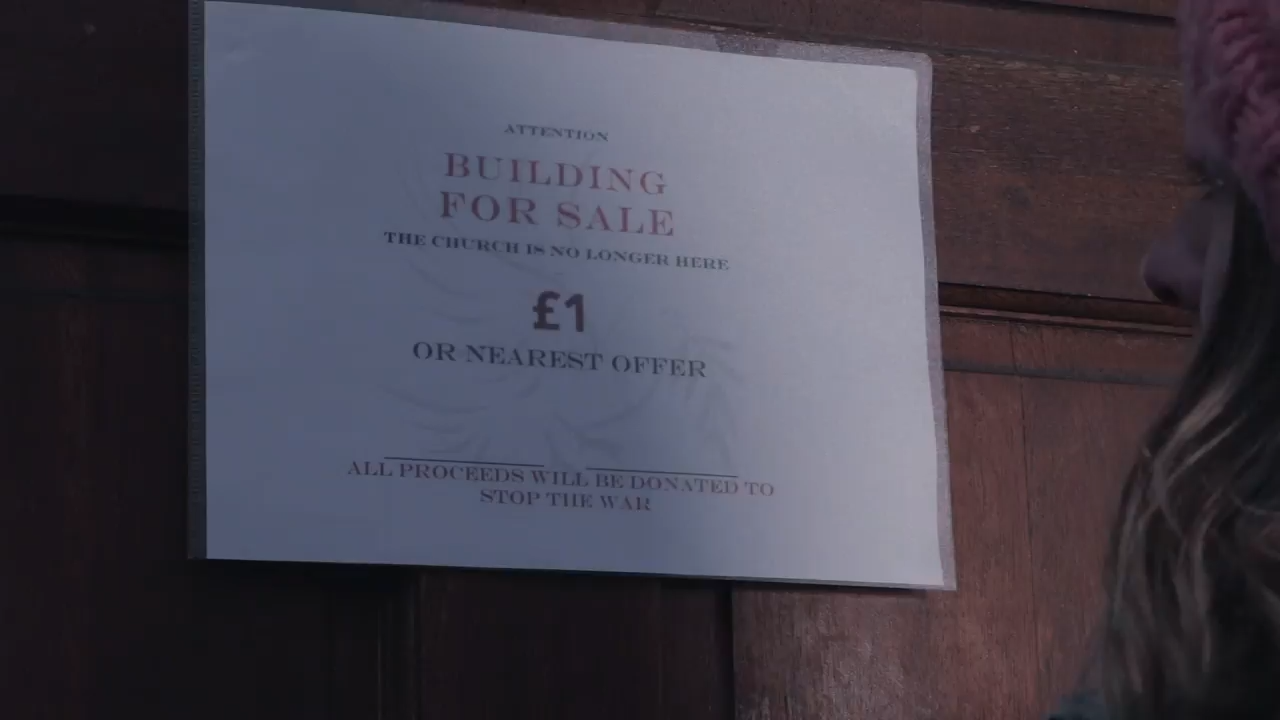 ATTENTION
BUILDING
FOR SALE
THE CHURCH IS NO LONGER HERE
£1
OR NEAREST OFFER
ALL PROCEEDS WILL BE DONATED TO
STOP THE WAR